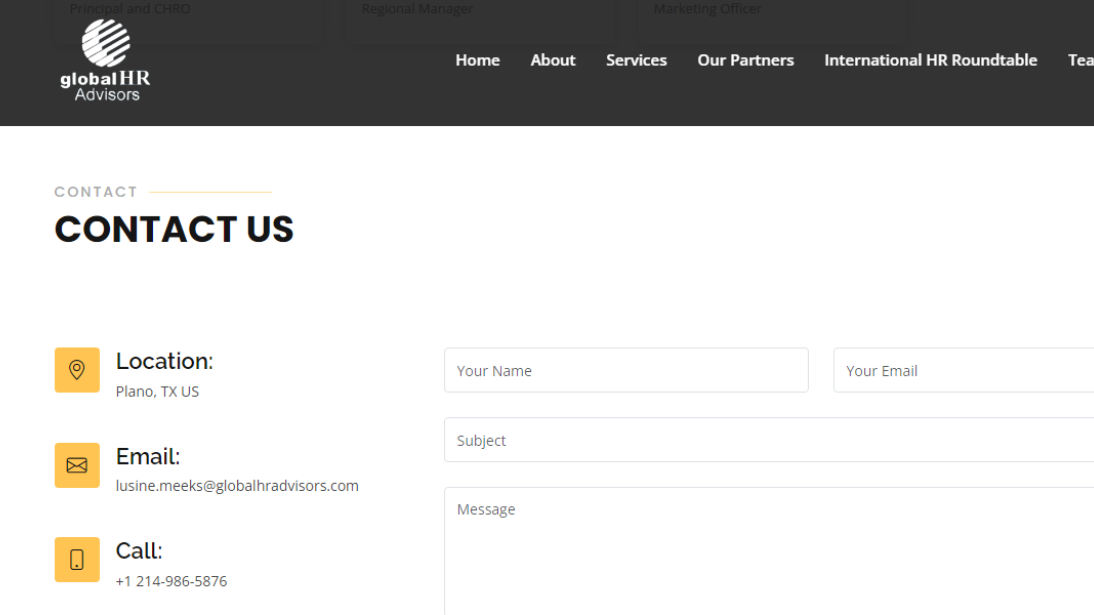 Principal and CHRO
Regional Manager
Marketing Officer
globalHR
Advisors
Home
About
Services
Our Partners
International HR Roundtable
CONTACT
CONTACT US
Location:
Plano, TX US
Email:
lusine.meeks@globalhradvisors.com
Call:
+1 214-986-5876
Your Name
Your Email
Subject
Message